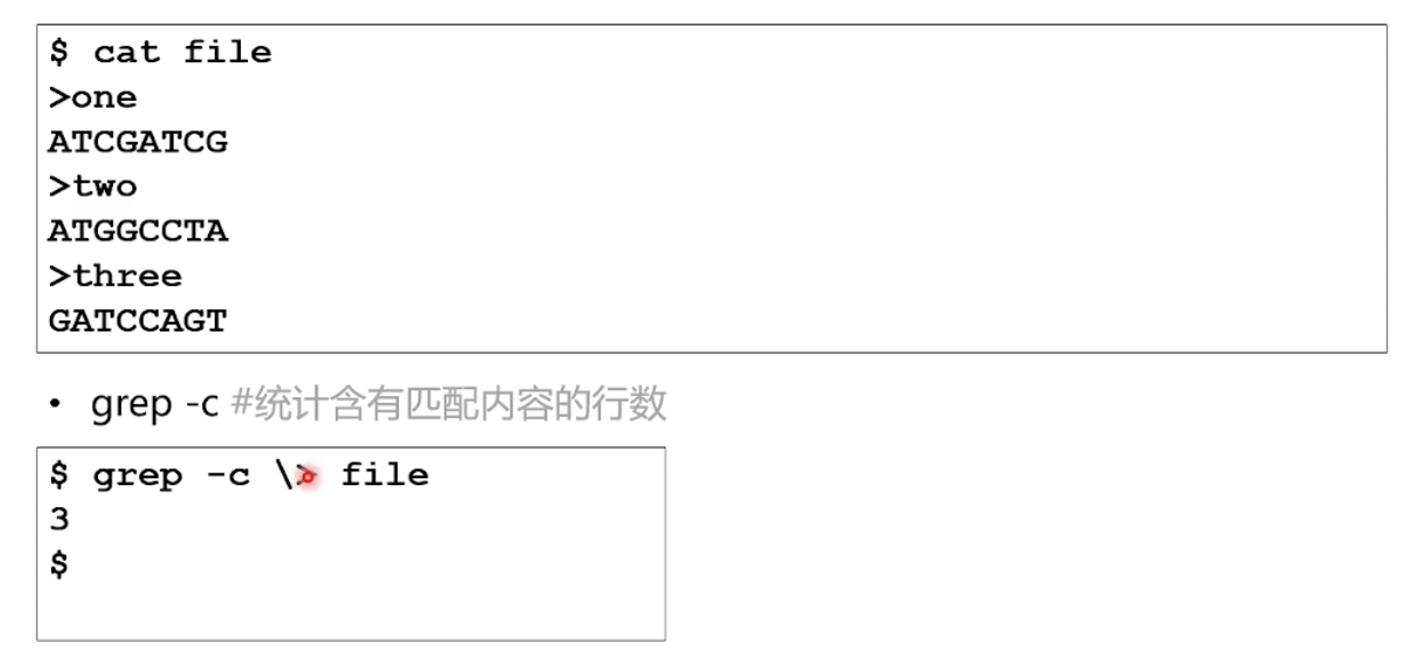 $ cat file
>one
ATCGATCG
>two
ATGGCCTA
>three
GATCCAGT
• grep -c #统计含有匹配内容的行数
$ grep -c \> file
3
$